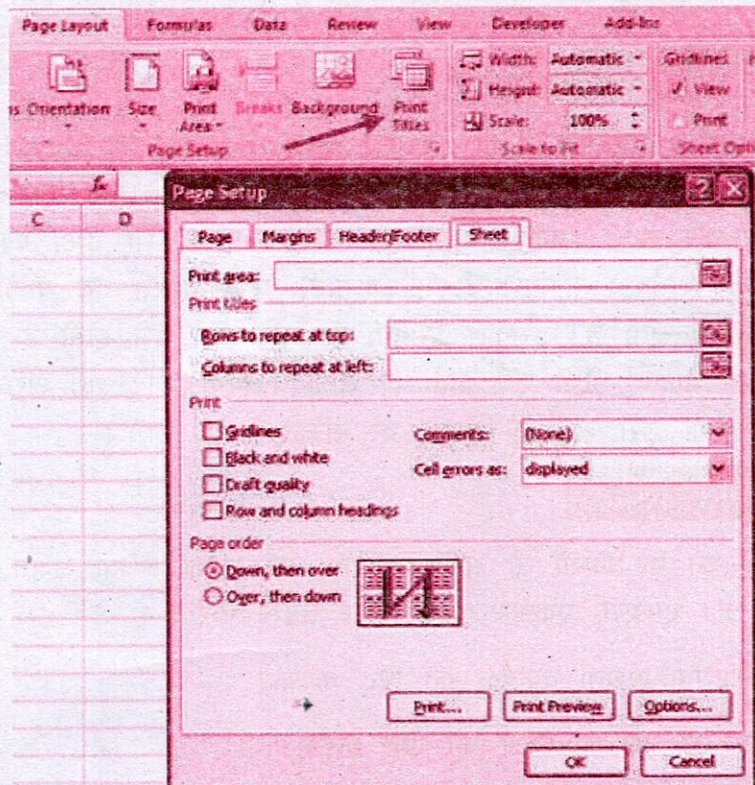 Page Layout Formulas Data Review View Developer Add-Ins
Width: Automatic Gridlines
Height: Automatic View
Orientation Size Print Area Breaks Background Print Titles Scale: 100% Print
Page Setup Scale to Fit Sheet Opti
fx
C D
Page Setup
Page Margins Header/Footer Sheet
Print area:
Print titles
Rows to repeat at top:
Columns to repeat at left:
Print
Gridlines Comments: (None)
Black and white Cell errors as: displayed
Draft quality
Row and column headings
Page order
Down, then over
Over, then down
Print... Print Preview Options...
OK Cancel